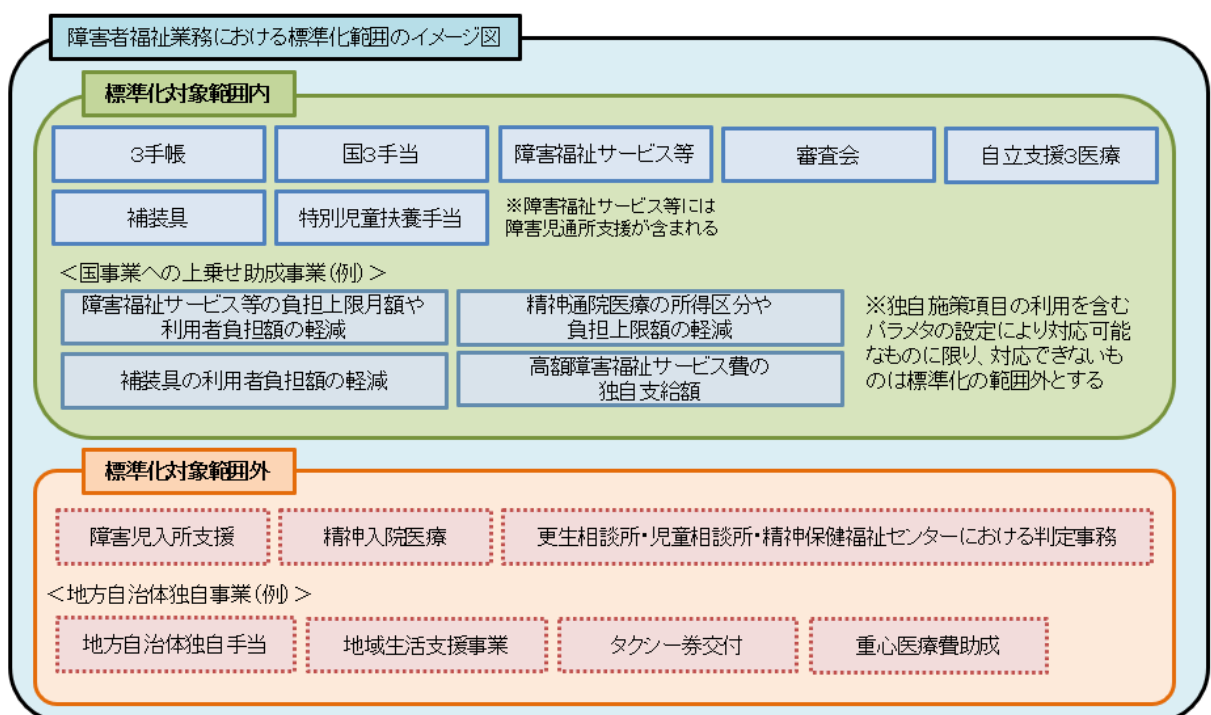 障害者福祉業務における標準化範囲のイメージ図
標準化対象範囲内
3手帳
国3手当
障害福祉サービス等
審査会
自立支援3医療
補装具
特別児童扶養手当
※障害福祉サービス等には
障害児通所支援が含まれる
＜国事業への上乗せ助成事業(例)＞
障害福祉サービス等の負担上限月額や
利用者負担額の軽減
精神通院医療の所得区分や
負担上限額の軽減
補装具の利用者負担額の軽減
高額障害福祉サービス費の
独自支給額
※独自施策項目の利用を含む
パラメタの設定により対応可能
なものに限り、対応できないも
のは標準化の範囲外とする
標準化対象範囲外
障害児入所支援
精神入院医療
更生相談所・児童相談所・精神保健福祉センターにおける判定事務
＜地方自治体独自事業(例)＞
地方自治体独自手当
地域生活支援事業
タクシー券交付
重心医療費助成